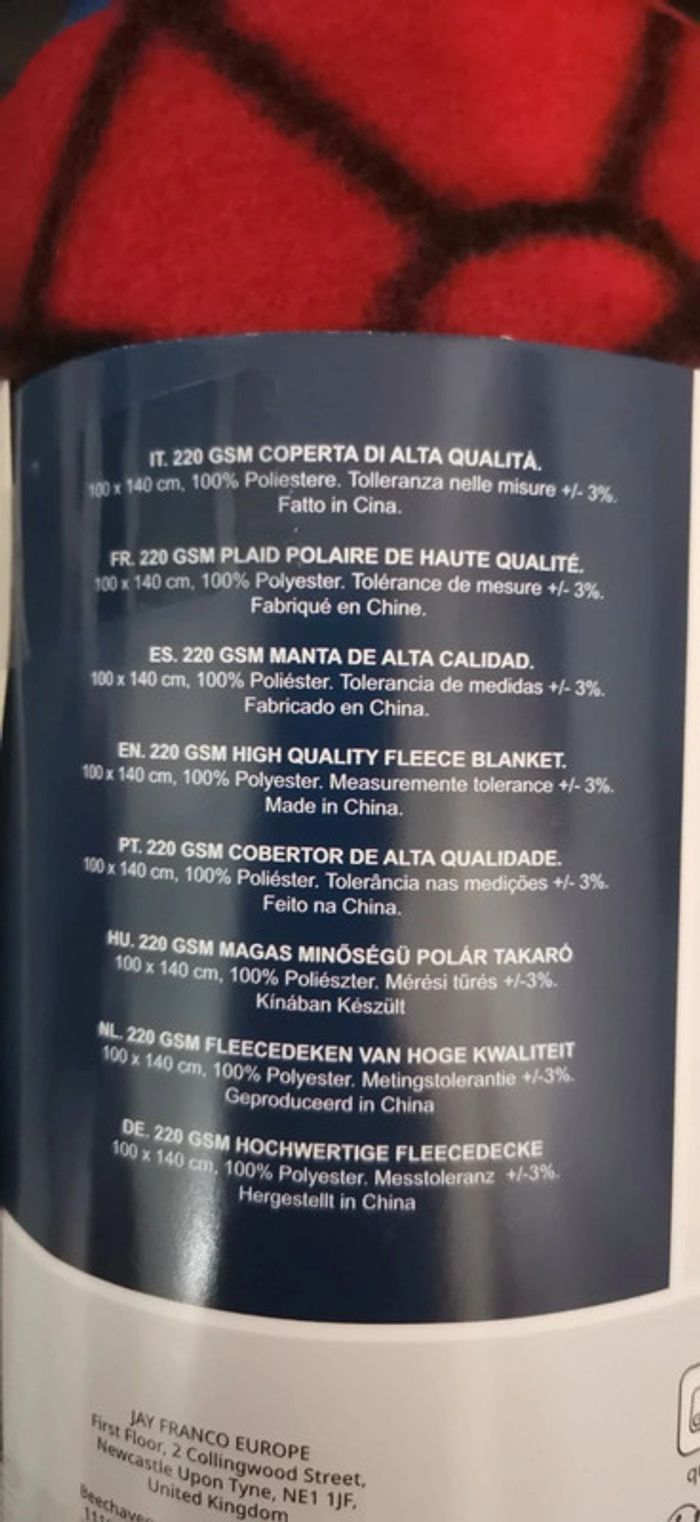 IT. 220 GSM COPERTA DI ALTA QUALITÀ.
100 x 140 cm, 100% Poliestere. Tolleranza nelle misure +/- 3%.
Fatto in Cina.
FR. 220 GSM PLAID POLAIRE DE HAUTE QUALITÉ.
100 x 140 cm, 100% Polyester. Tolérance de mesure +/- 3%.
Fabriqué en Chine.
ES. 220 GSM MANTA DE ALTA CALIDAD.
100 x 140 cm, 100% Poliéster. Tolerancia de medidas +/- 3%.
Fabricado en China.
EN. 220 GSM HIGH QUALITY FLEECE BLANKET.
100 x 140 cm, 100% Polyester. Measuremente tolerance +/- 3%.
Made in China.
PT. 220 GSM COBERTOR DE ALTA QUALIDADE.
100 x 140 cm, 100% Poliéster. Tolerância nas medições +/- 3%.
Feito na China.
HU. 220 GSM MAGAS MINŐSÉGŰ POLÁR TAKARÓ
100 x 140 cm, 100% Poliészter. Mérési tűrés +/-3%.
Kínában Készült
NL. 220 GSM FLEECEDEKEN VAN HOGE KWALITEIT
100 x 140 cm, 100% Polyester. Metingstolerantie +/-3%.
Geproduceerd in China
DE. 220 GSM HOCHWERTIGE FLEECEDECKE
100 x 140 cm, 100% Polyester. Messtoleranz +/-3%.
Hergestellt in China
JAY FRANCO EUROPE
First Floor, 2 Collingwood Street,
Newcastle Upon Tyne, NE1 1JF,
United Kingdom